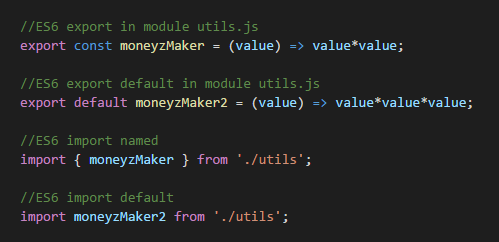 //ES6 export in module utils.js
export const moneyzMaker = (value) => value*value;
//ES6 export default in module utils.js
export default moneyzMaker2 = (value) => value*value*value;
//ES6 import named
import { moneyzMaker } from './utils';
//ES6 import default
import moneyzMaker2 from './utils';